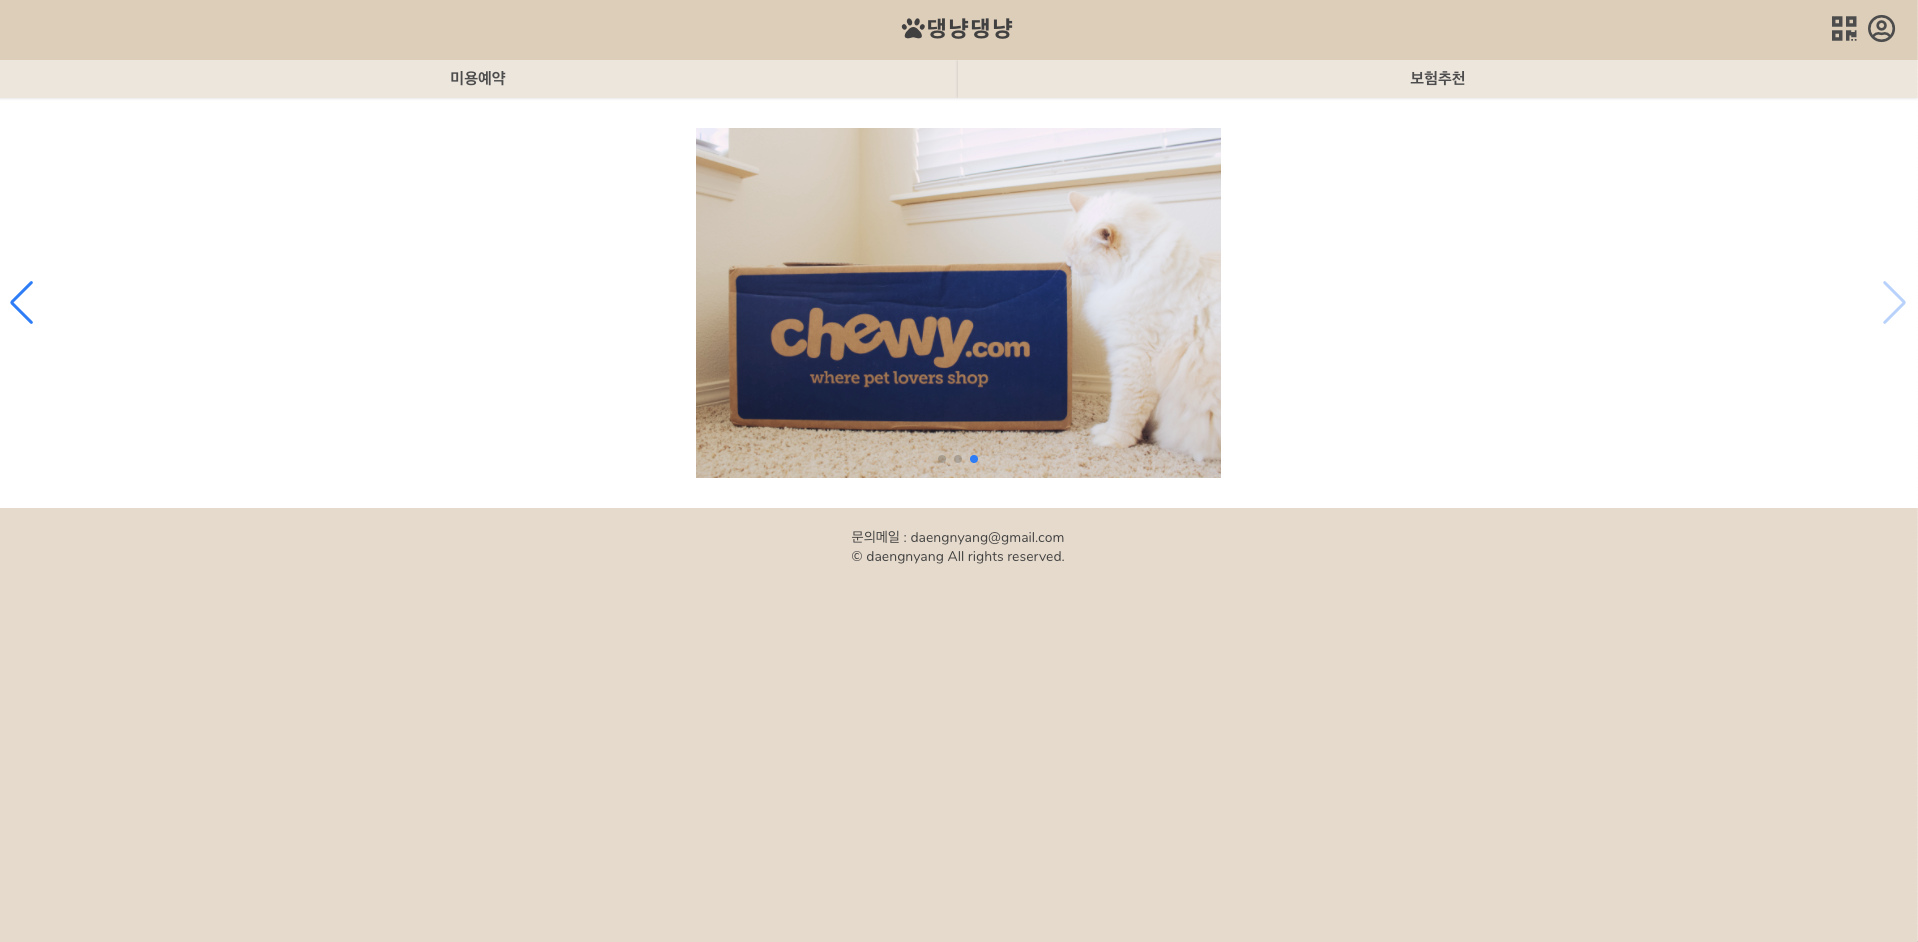 댕냥댕냥
미용예약
보험추천
chewy.com
where pet lovers shop
문의메일 : daengnyang@gmail.com
© daengnyang All rights reserved.